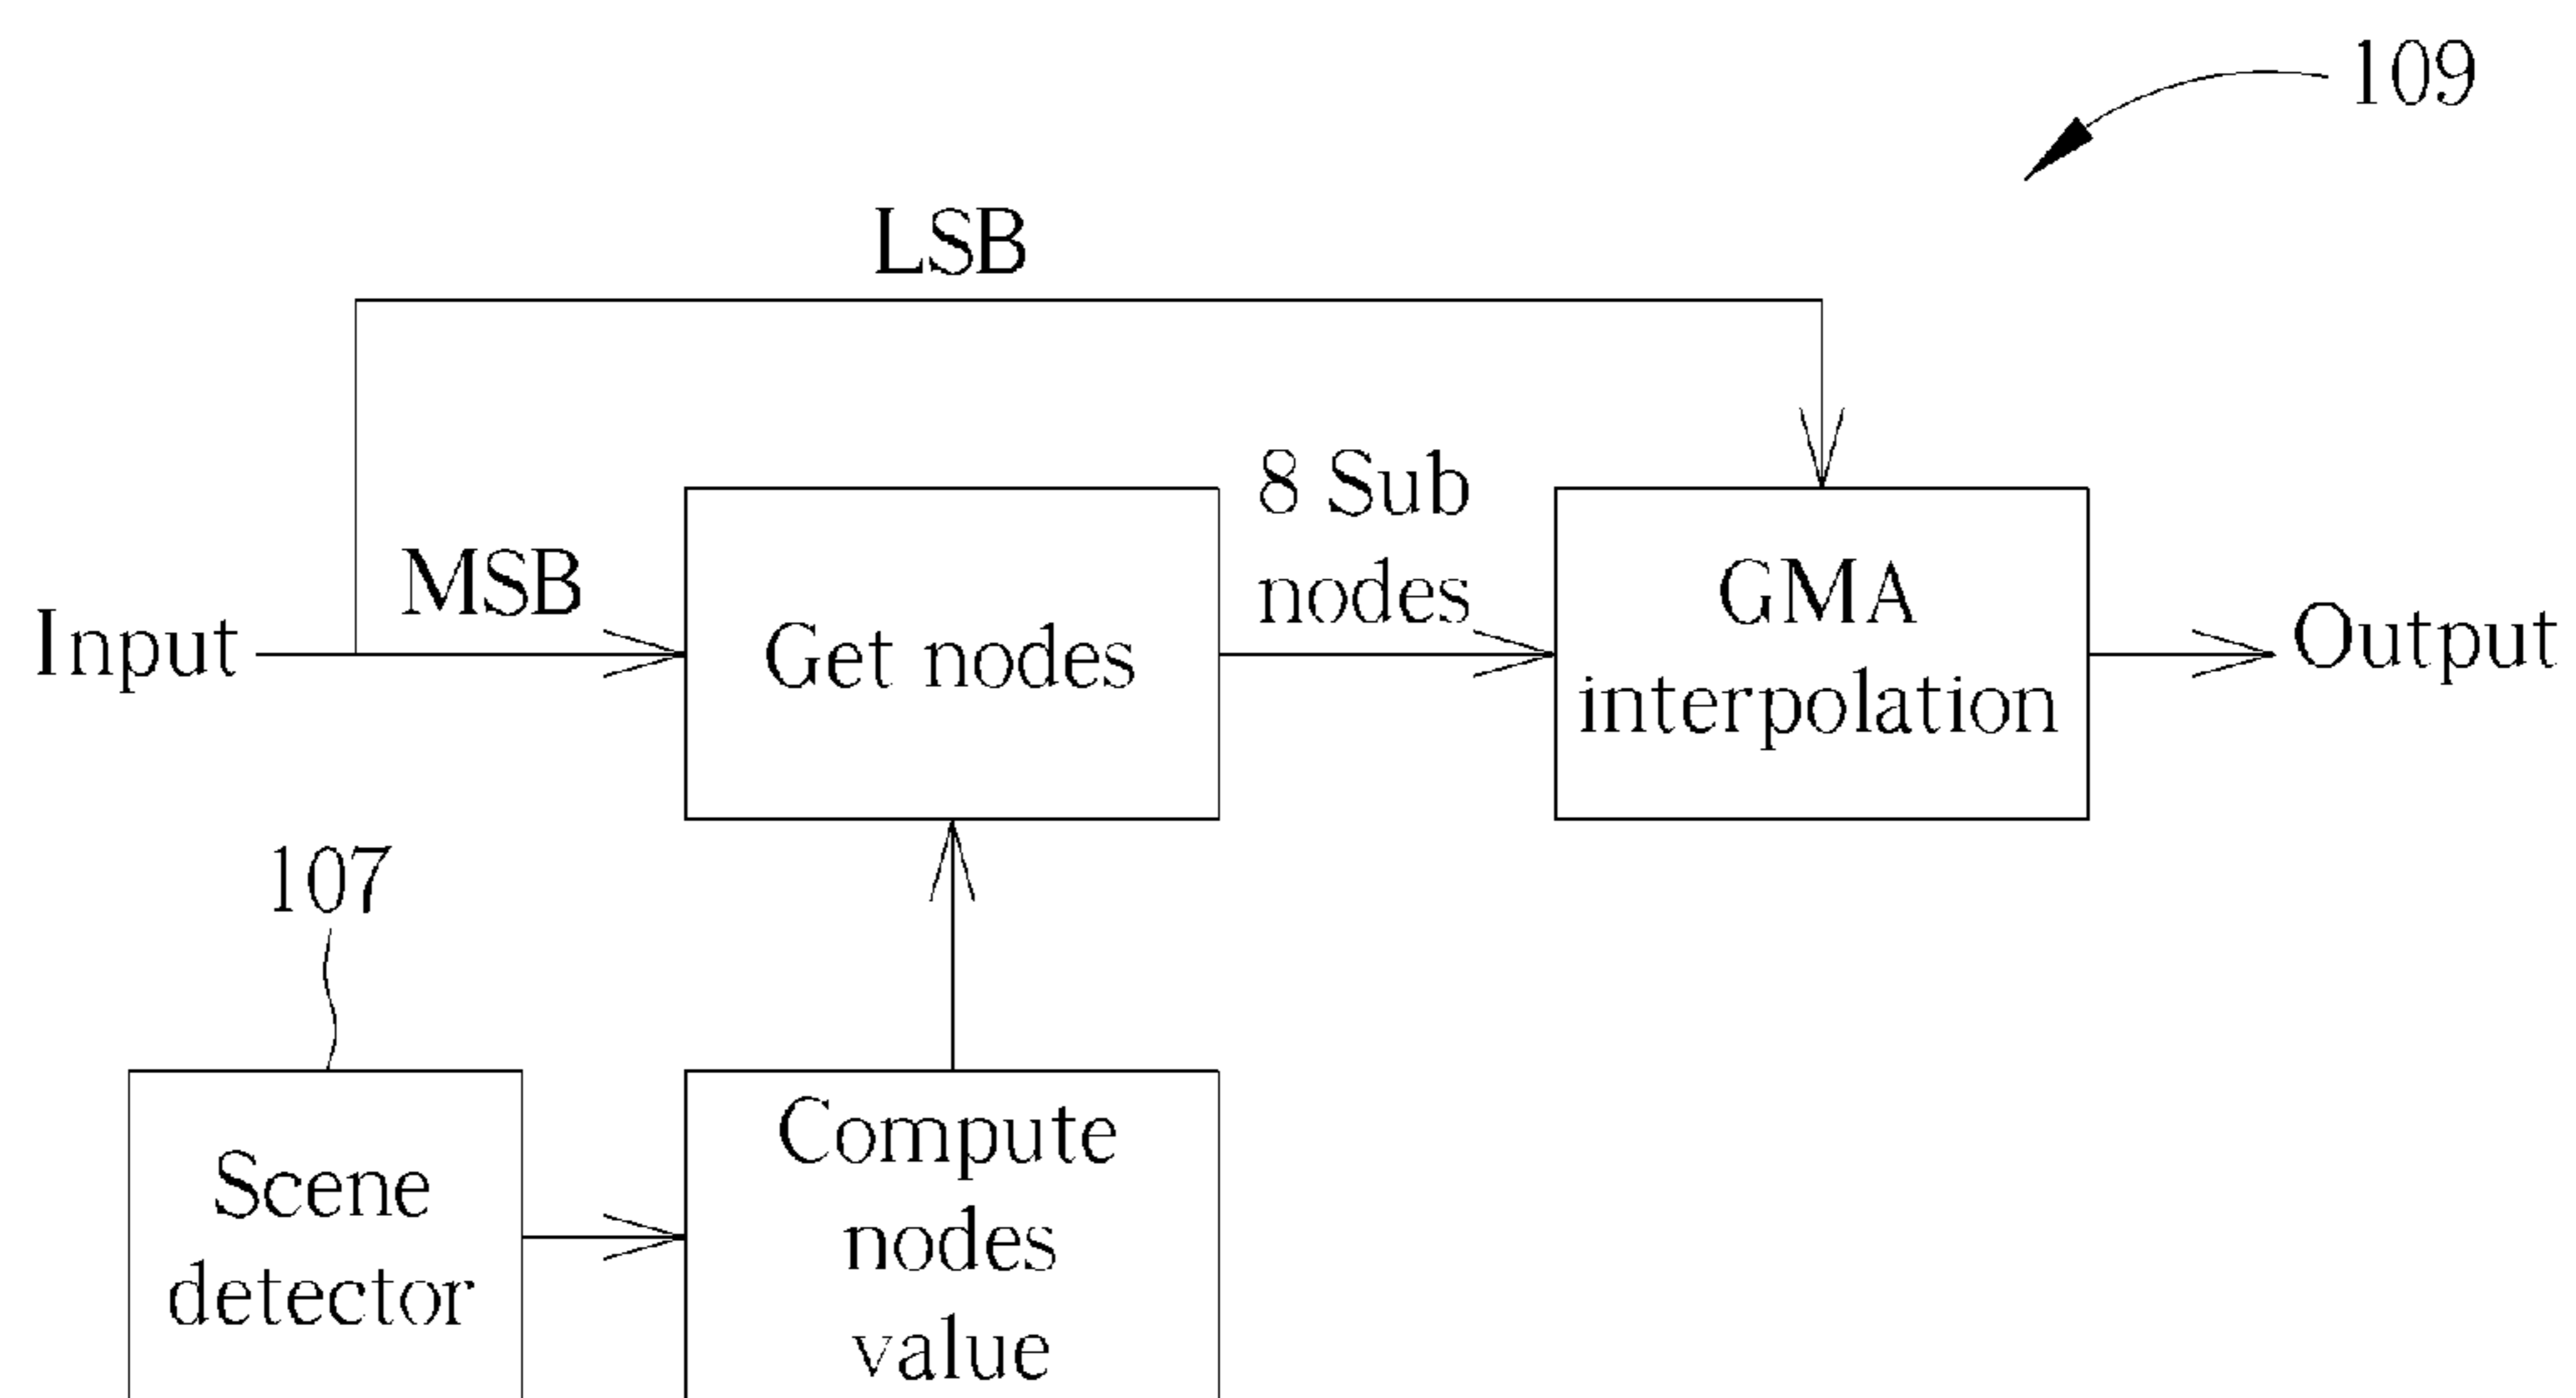 109
LSB
8 Sub
nodes
MSB
Input
Get nodes
GMA
interpolation
Output
107
Scene
detector
Compute
nodes
value